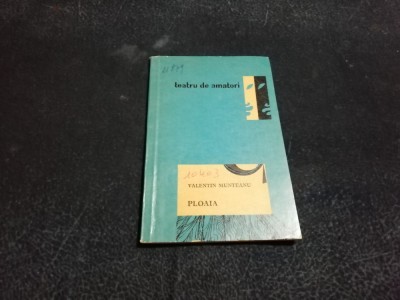 teatru de amatori
VALENTIN MUNTEANU
PLOAIA